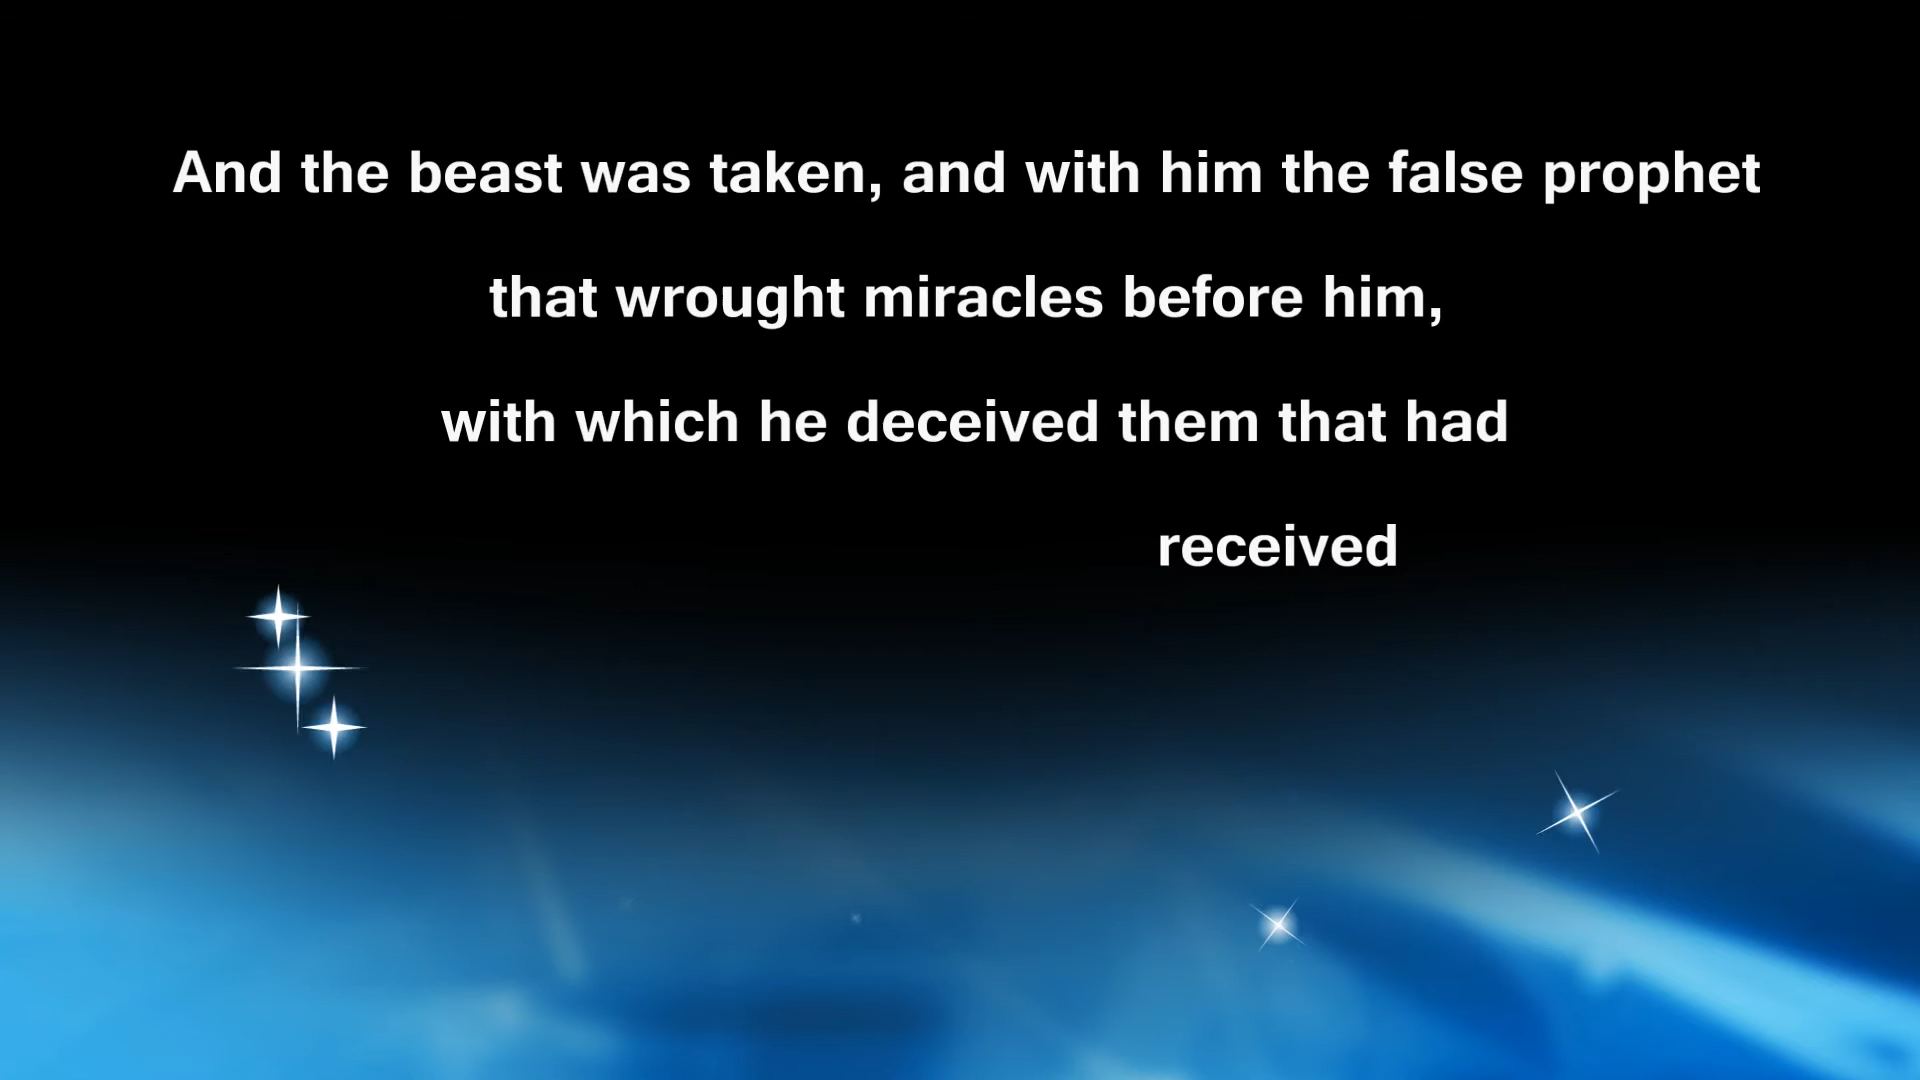 And the beast was taken, and with him the false prophet
that wrought miracles before him,
with which he deceived them that had
received